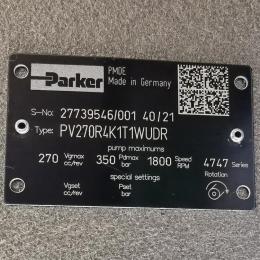 Parker
PMDE
Made in Germany
S-No: 27739546/001 40/21
Type: PV270R4K1T1WUDR
pump maximums
270 Vgmax cc/rev 350 Pdmax bar 1800 Speed RPM 4747 Series
special settings
Rotation
Vgset cc/rev Pset bar